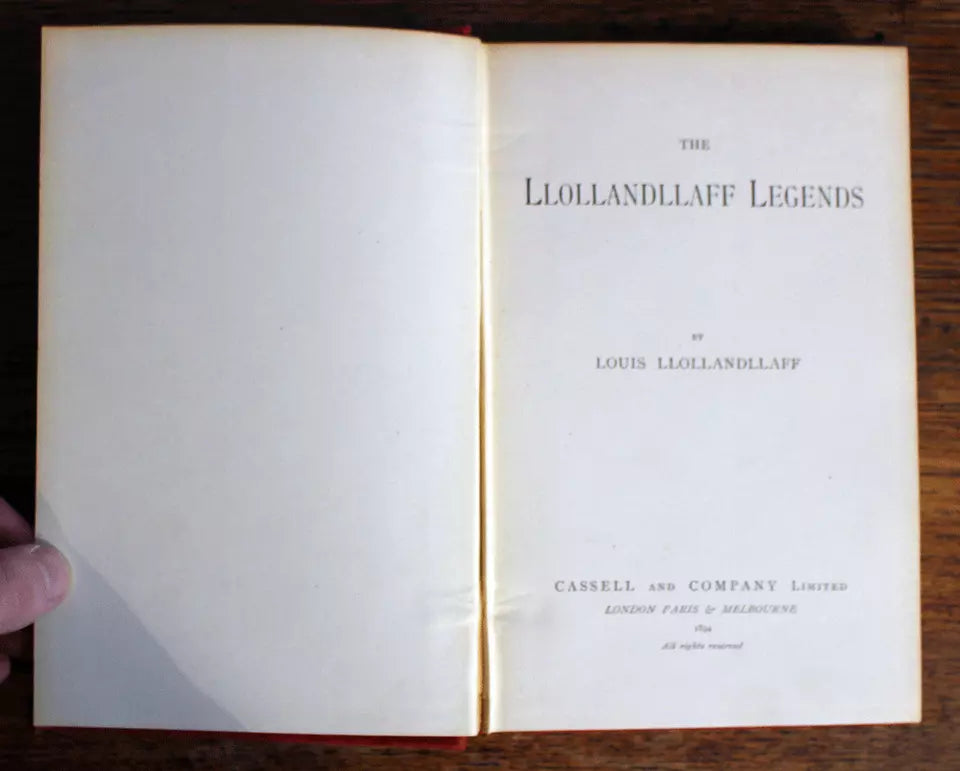 THE
LLOLLANDLLAFF LEGENDS
BY
LOUIS LLOLLANDLLAFF
CASSELL AND COMPANY LIMITED
LONDON PARIS & MELBOURNE
All rights reserved